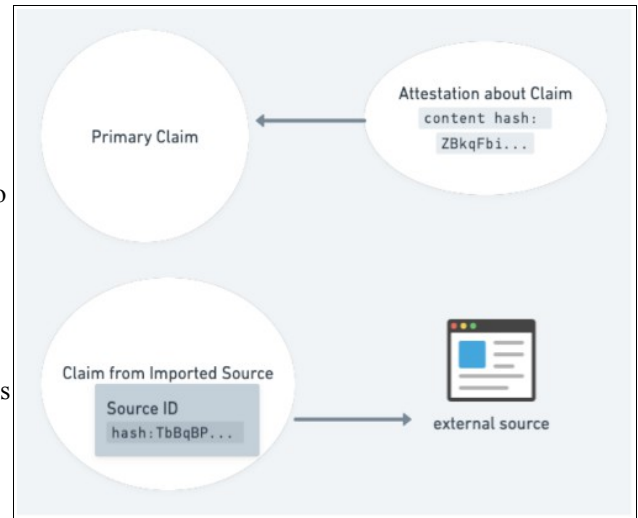 Attestation about Claim
content hash:
ZBkqFbi...
Primary Claim
o
Claim from Imported Source
Source ID
hash:TbBqBP...
s
external source